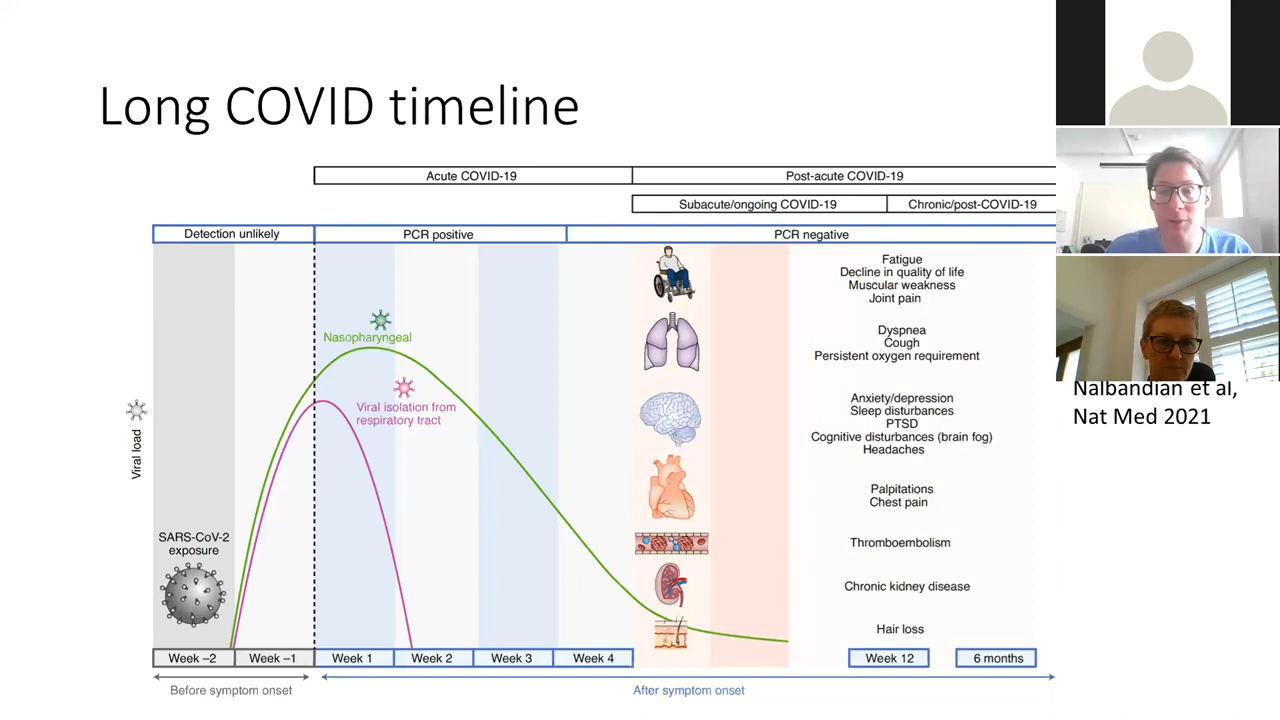 Long COVID timeline
Acute COVID-19
Post-acute COVID-19
Subacute/ongoing COVID-19
Chronic/post-COVID-19
Detection unlikely
PCR positive
PCR negative
Fatigue
Decline in quality of life
Muscular weakness
Joint pain
Nasopharyngeal
Dyspnea
Cough
Persistent oxygen requirement
Viral isolation from
respiratory tract
Viral load
Anxiety/depression
Sleep disturbances
PTSD
Cognitive disturbances (brain fog)
Headaches
Nalbandian et al,
Nat Med 2021
Palpitations
Chest pain
SARS-CoV-2
exposure
Thromboembolism
Chronic kidney disease
Hair loss
Week –2
Week –1
Week 1
Week 2
Week 3
Week 4
Week 12
6 months
Before symptom onset
After symptom onset